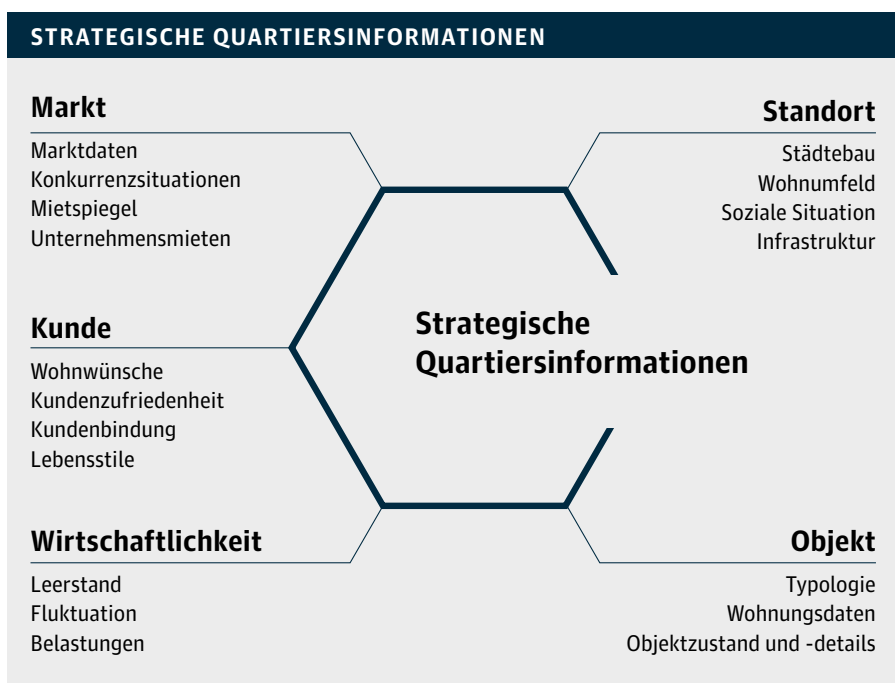 STRATEGISCHE QUARTIERSINFORMATIONEN
Markt
Marktdaten
Konkurrenzsituationen
Mietspiegel
Unternehmensmieten
Standort
Städtebau
Wohnumfeld
Soziale Situation
Infrastruktur
Kunde
Wohnwünsche
Kundenzufriedenheit
Kundenbindung
Lebensstile
Strategische
Quartiersinformationen
Wirtschaftlichkeit
Leerstand
Fluktuation
Belastungen
Objekt
Typologie
Wohnungsdaten
Objektzustand und -details